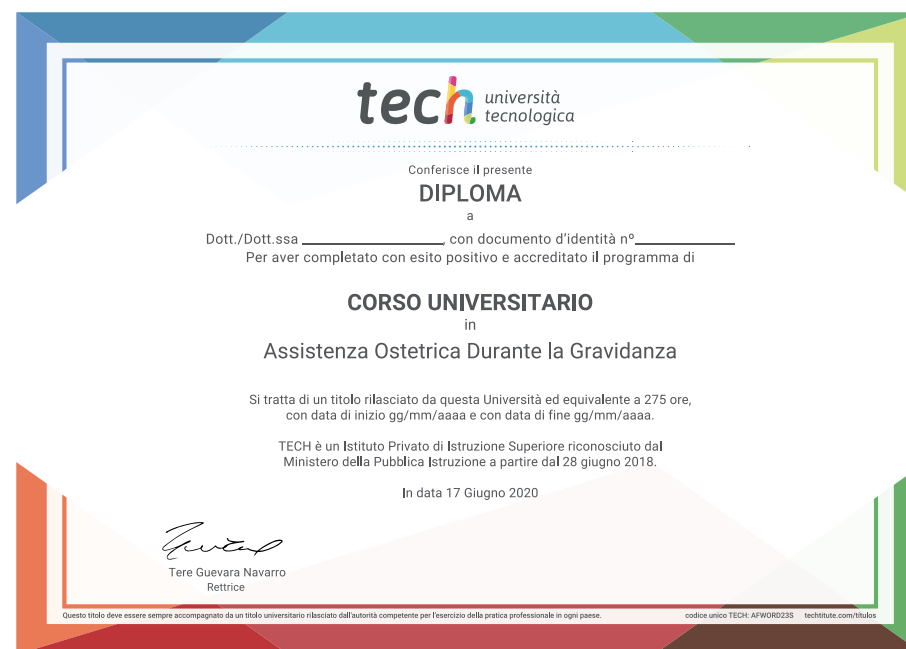 tech università
tecnologica
Conferisce il presente
DIPLOMA
a
Dott./Dott.ssa ____________________, con documento d'identità nº______________
Per aver completato con esito positivo e accreditato il programma di
CORSO UNIVERSITARIO
in
Assistenza Ostetrica Durante la Gravidanza
Si tratta di un titolo rilasciato da questa Università ed equivalente a 275 ore,
con data di inizio gg/mm/aaaa e con data di fine gg/mm/aaaa.
TECH è un Istituto Privato di Istruzione Superiore riconosciuto dal
Ministero della Pubblica Istruzione a partire dal 28 giugno 2018.
In data 17 Giugno 2020
Tere Guevara Navarro
Rettrice
Questo titolo deve essere sempre accompagnato da un titolo universitario rilasciato dall'autorità competente per l'esercizio della pratica professionale in ogni paese. codice unico TECH: AFWORD23S techtitute.com/titulos